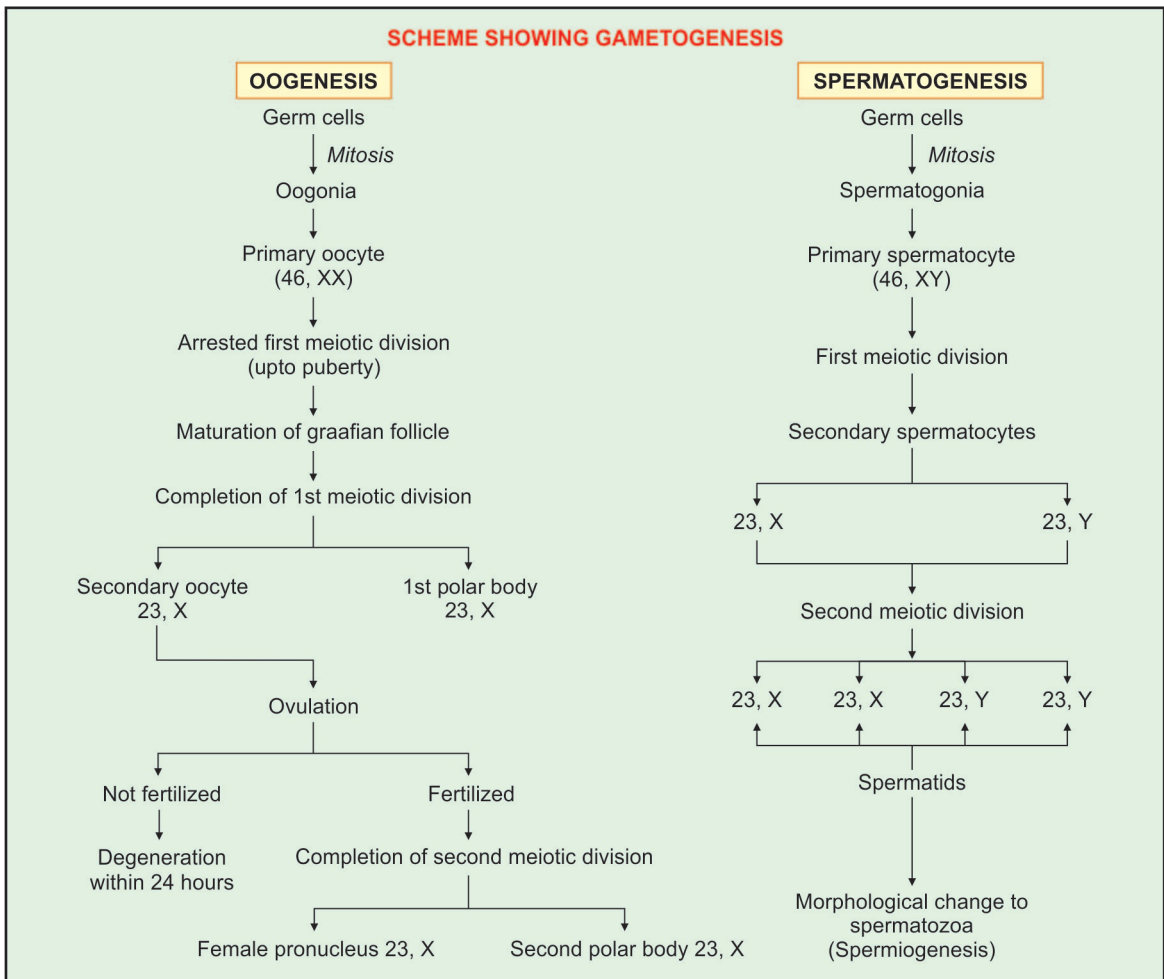 SCHEME SHOWING GAMETOGENESIS
OOGENESIS
Germ cells
Mitosis
Oogonia
Primary oocyte
(46, XX)
Arrested first meiotic division
(upto puberty)
Maturation of graafian follicle
Completion of 1st meiotic division
Secondary oocyte
23, X
1st polar body
23, X
Ovulation
Not fertilized
Fertilized
Degeneration
within 24 hours
Completion of second meiotic division
Female pronucleus 23, X
Second polar body 23, X
SPERMATOGENESIS
Germ cells
Mitosis
Spermatogonia
Primary spermatocyte
(46, XY)
First meiotic division
Secondary spermatocytes
23, X
23, Y
Second meiotic division
23, X
23, X
23, Y
23, Y
Spermatids
Morphological change to
spermatozoa
(Spermiogenesis)